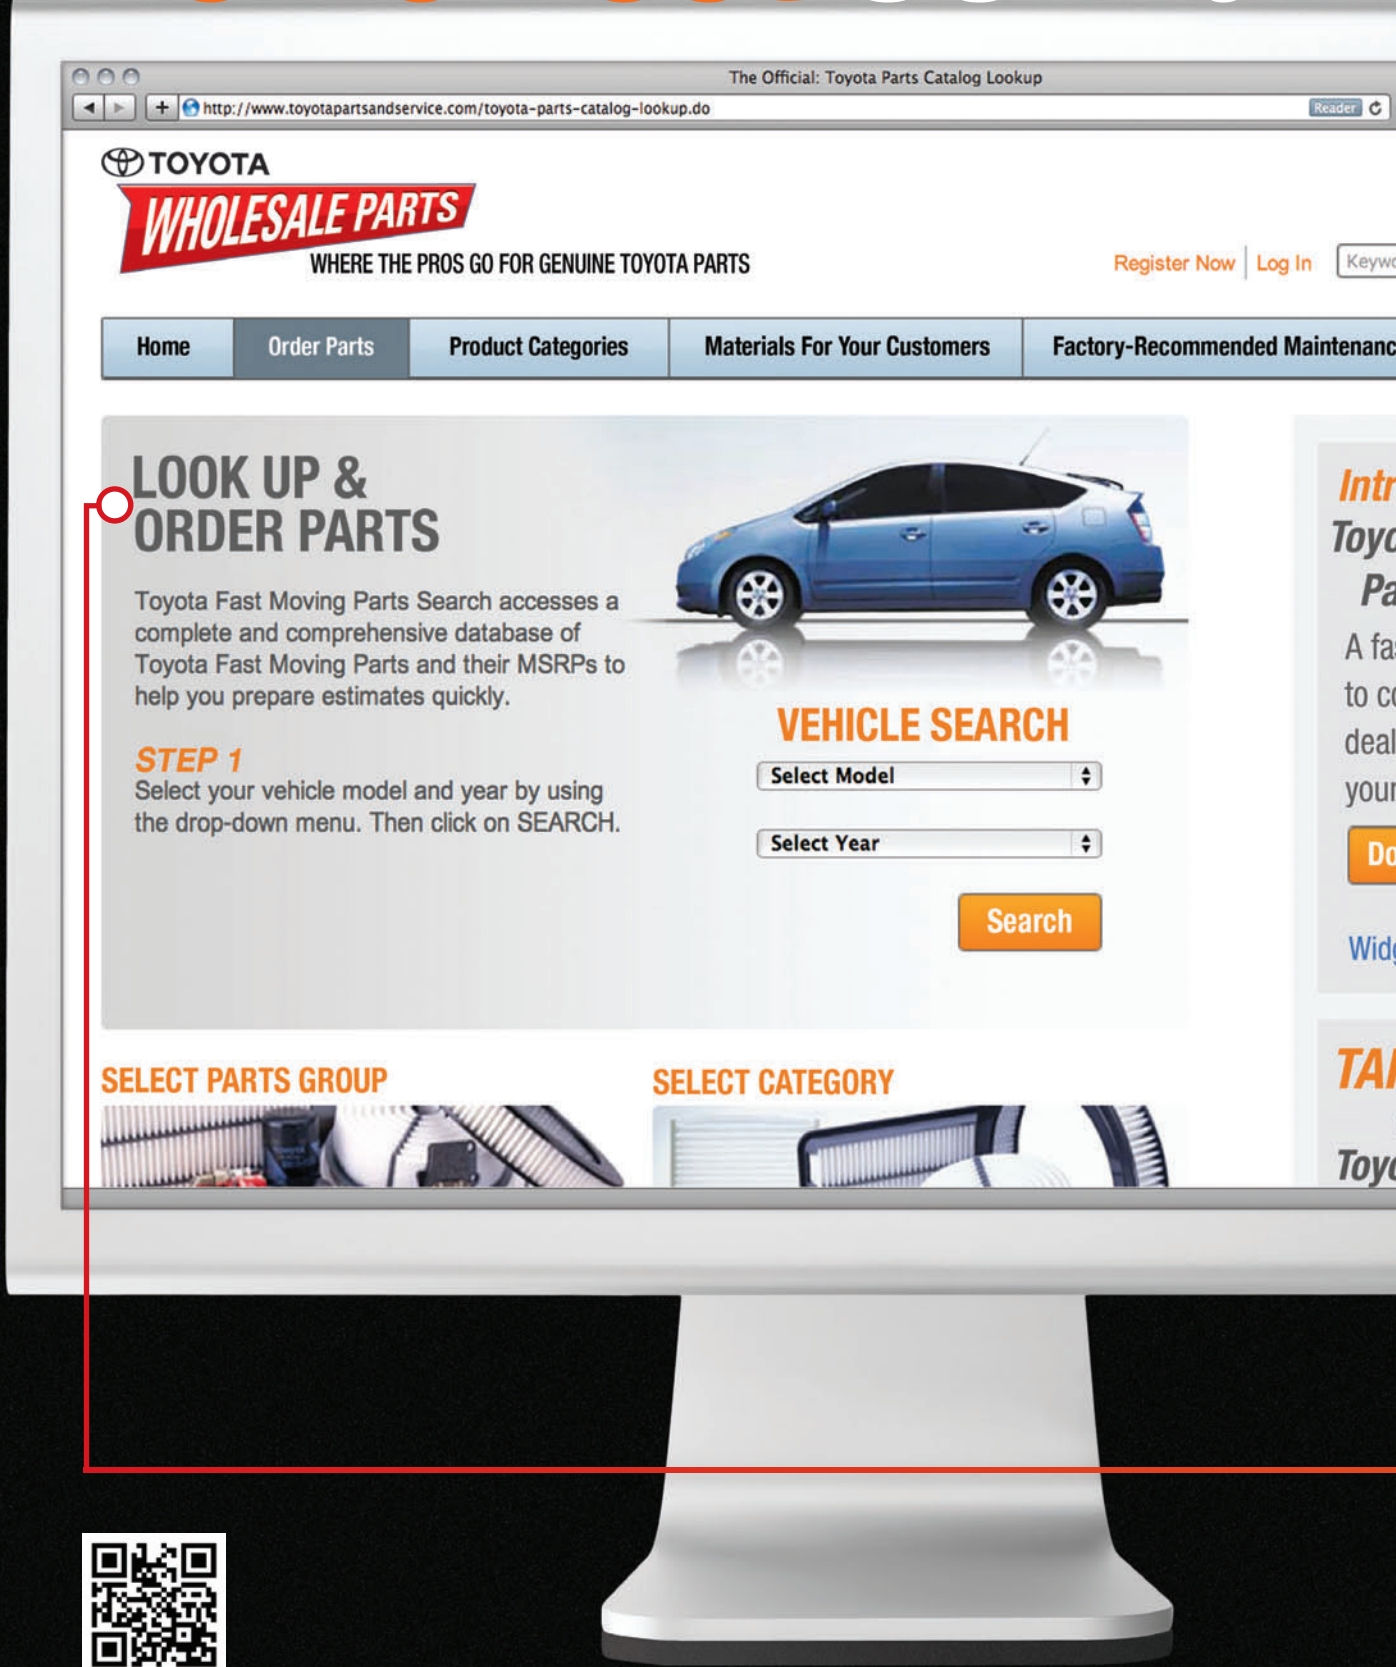 The Official: Toyota Parts Catalog Lookup
http://www.toyotapartsandservice.com/toyota-parts-catalog-lookup.do
Reader
TOYOTA
WHOLESALE PARTS
WHERE THE PROS GO FOR GENUINE TOYOTA PARTS
Register Now | Log In
Home Order Parts Product Categories Materials For Your Customers Factory-Recommended
LOOK UP &
ORDER PARTS
Toyota Fast Moving Parts Search accesses a
complete and comprehensive database of
Toyota Fast Moving Parts and their MSRPs to
help you prepare estimates quickly.
STEP 1
Select your vehicle model and year by using
the drop-down menu. Then click on SEARCH.
VEHICLE SEARCH
Select Model
Select Year
Search
A
to
your
SELECT PARTS GROUP
SELECT CATEGORY